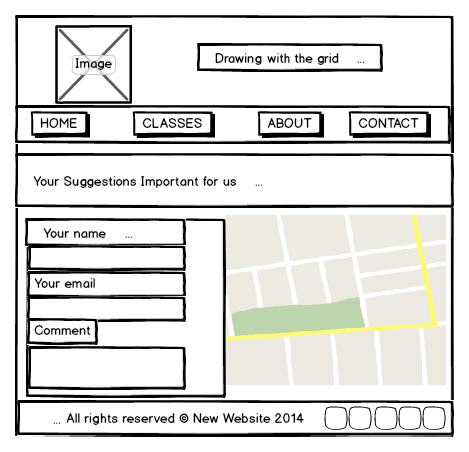 Image
Drawing with the grid ...
HOME CLASSES ABOUT CONTACT
Your Suggestions Important for us ...
Your name ...
Your email
Comment
... All rights reserved © New Website 2014